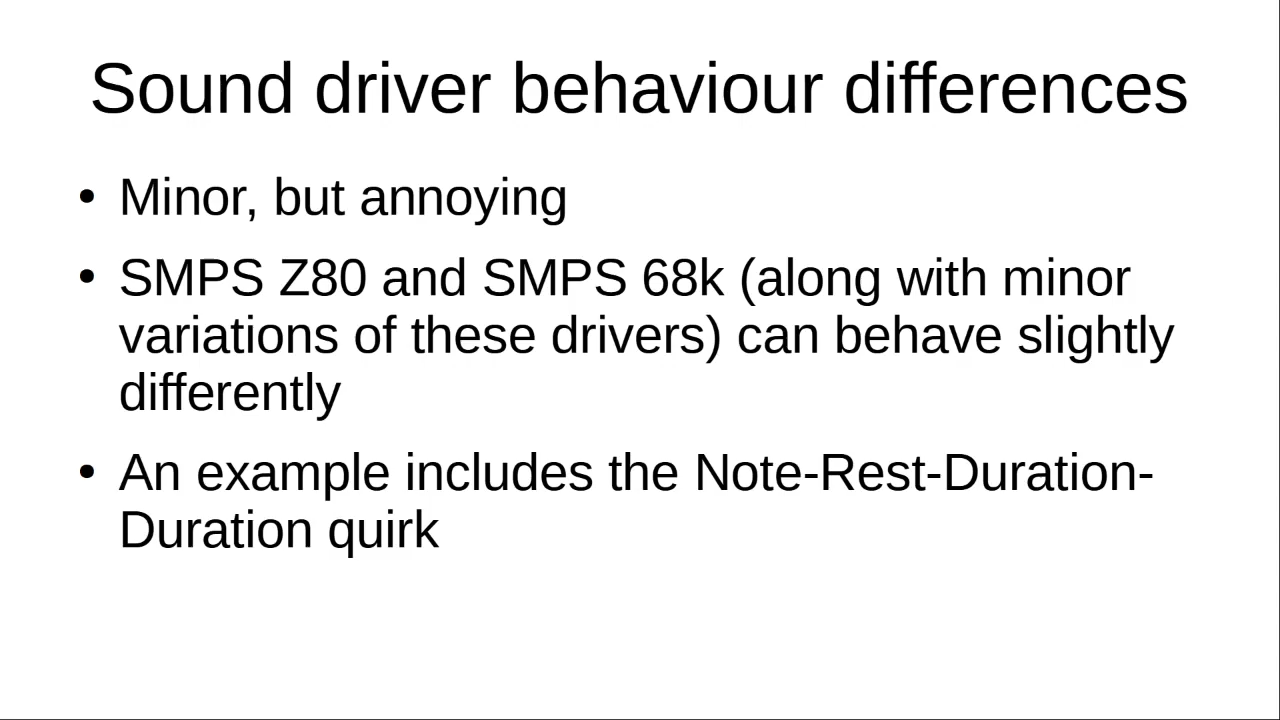 Sound driver behaviour differences
• Minor, but annoying
• SMPS Z80 and SMPS 68k (along with minor
variations of these drivers) can behave slightly
differently
• An example includes the Note-Rest-Duration-
Duration quirk